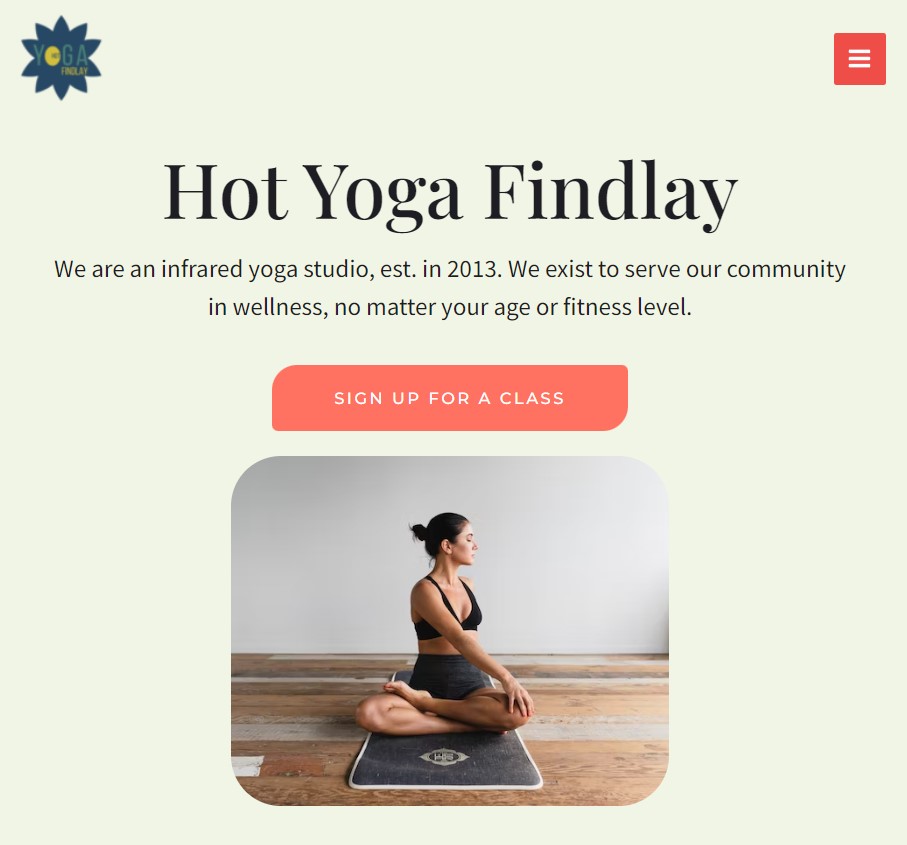 YOGA
FINDLAY
Hot Yoga Findlay
We are an infrared yoga studio, est. in 2013. We exist to serve our community
in wellness, no matter your age or fitness level.
SIGN UP FOR A CLASS